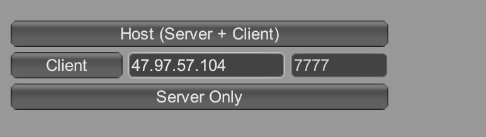 Host (Server + Client)
Client 47.97.57.104 7777
Server Only